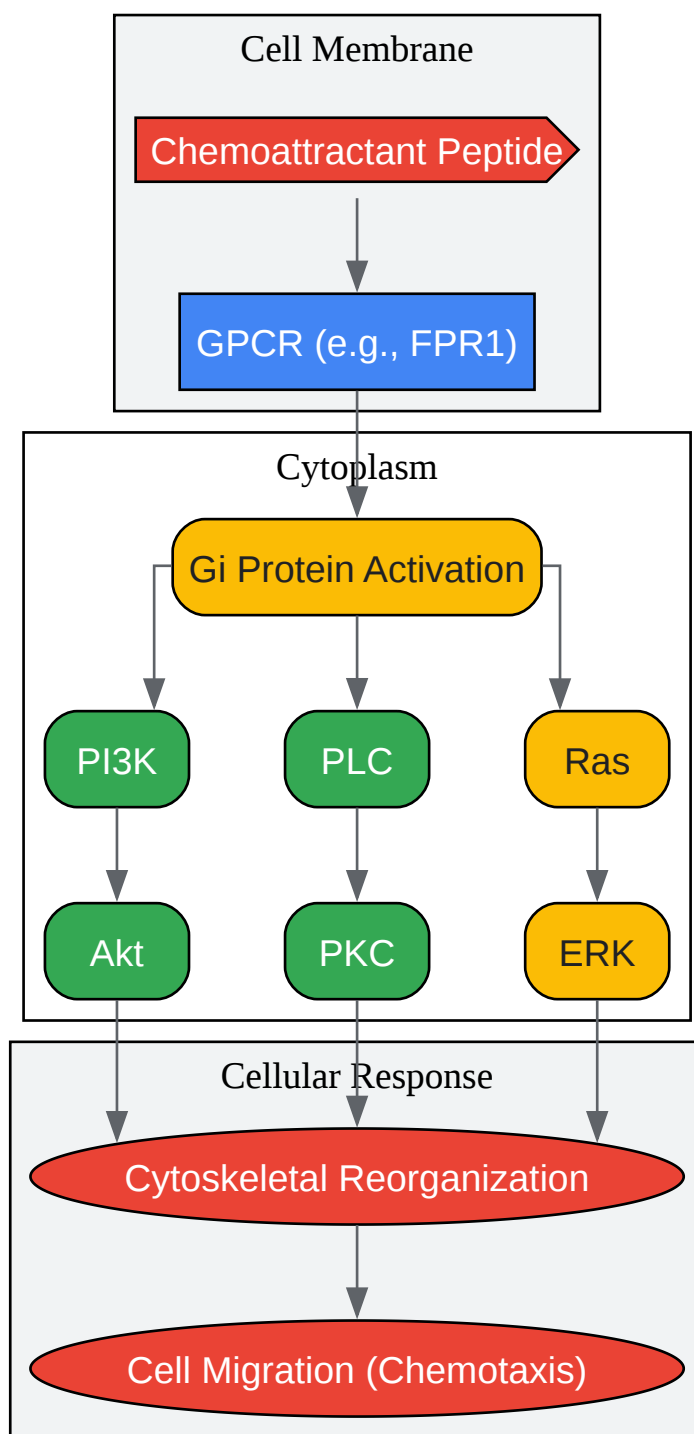 Cell Membrane
Chemoattractant Peptide
GPCR (e.g., FPR1)
Cytoplasm
Gi Protein Activation
PI3K
PLC
Ras
Akt
PKC
ERK
Cellular Response
Cytoskeletal Reorganization
Cell Migration (Chemotaxis)